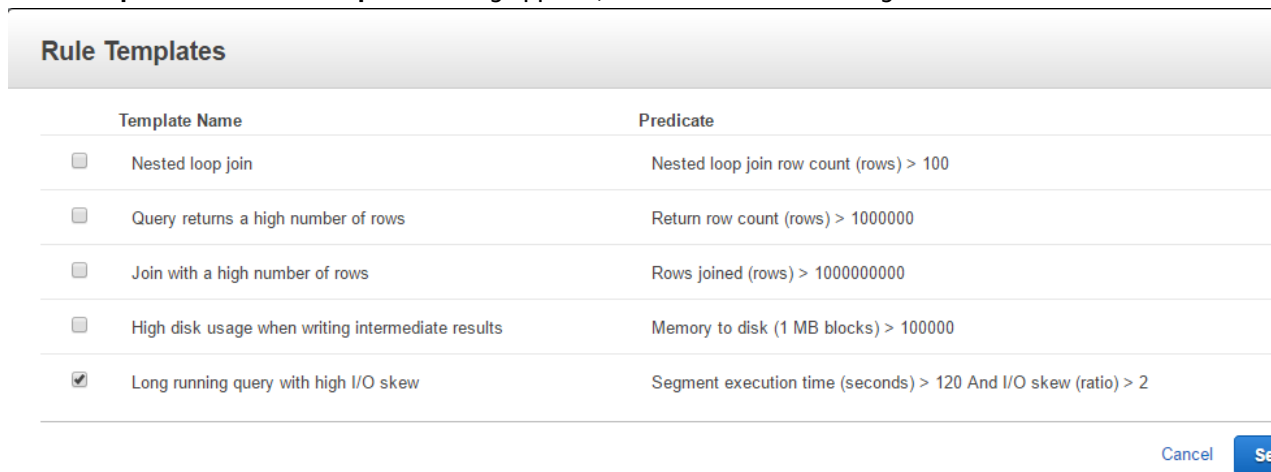 Rule Templates
Template Name Predicate
Nested loop join Nested loop join row count (rows) > 100
Query returns a high number of rows Return row count (rows) > 1000000
Join with a high number of rows Rows joined (rows) > 1000000000
High disk usage when writing intermediate results Memory to disk (1 MB blocks) > 100000
Long running query with high I/O skew Segment execution time (seconds) > 120 And I/O skew (ratio) > 2
Cancel Se